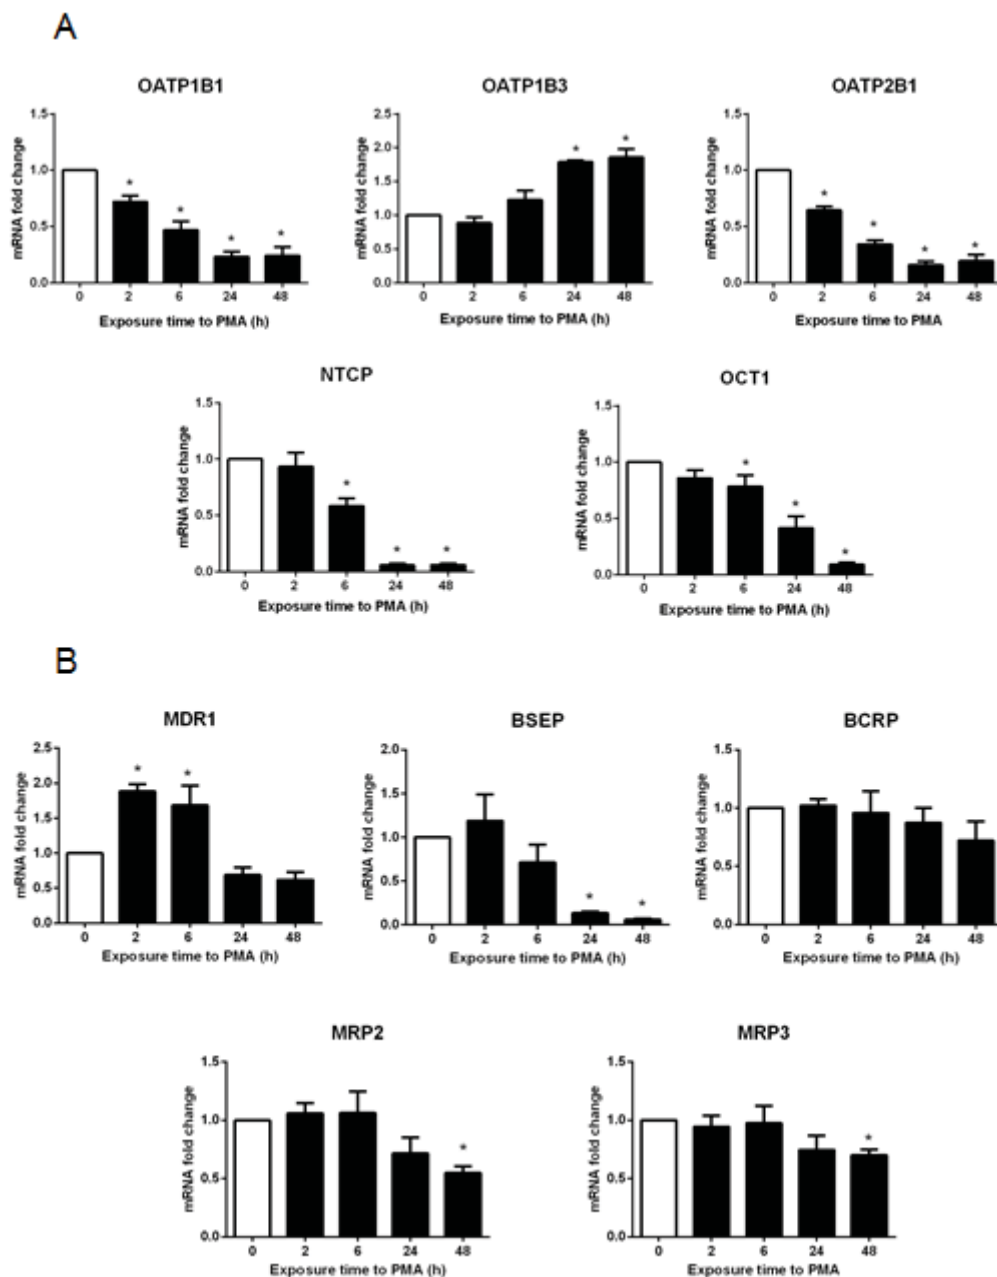 A
OATP1B1
mRNA fold change
1.5
1.0
0.5
0.0
*
*
*
*
0 2 6 24 48
Exposure time to PMA (h)
OATP1B3
mRNA fold change
2.5
2.0
1.5
1.0
0.5
0.0
*
*
0 2 6 24 48
Exposure time to PMA (h)
OATP2B1
mRNA fold change
1.5
1.0
0.5
0.0
*
*
*
*
0 2 6 24 48
Exposure time to PMA
NTCP
mRNA fold change
1.5
1.0
0.5
0.0
*
*
*
0 2 6 24 48
Exposure time to PMA (h)
OCT1
mRNA fold change
1.5
1.0
0.5
0.0
*
*
*
0 2 6 24 48
Exposure time to PMA (h)
B
MDR1
mRNA fold change
2.5
2.0
1.5
1.0
0.5
0.0
*
*
0 2 6 24 48
Exposure time to PMA (h)
BSEP
mRNA fold change
2.0
1.5
1.0
0.5
0.0
*
*
0 2 6 24 48
Exposure time to PMA (h)
BCRP
mRNA fold change
1.5
1.0
0.5
0.0
0 2 6 24 48
Exposure time to PMA (h)
MRP2
mRNA fold change
1.5
1.0
0.5
0.0
*
0 2 6 24 48
Exposure time to PMA (h)
MRP3
mRNA fold change
1.5
1.0
0.5
0.0
*
0 2 6 24 48
Exposure time to PMA